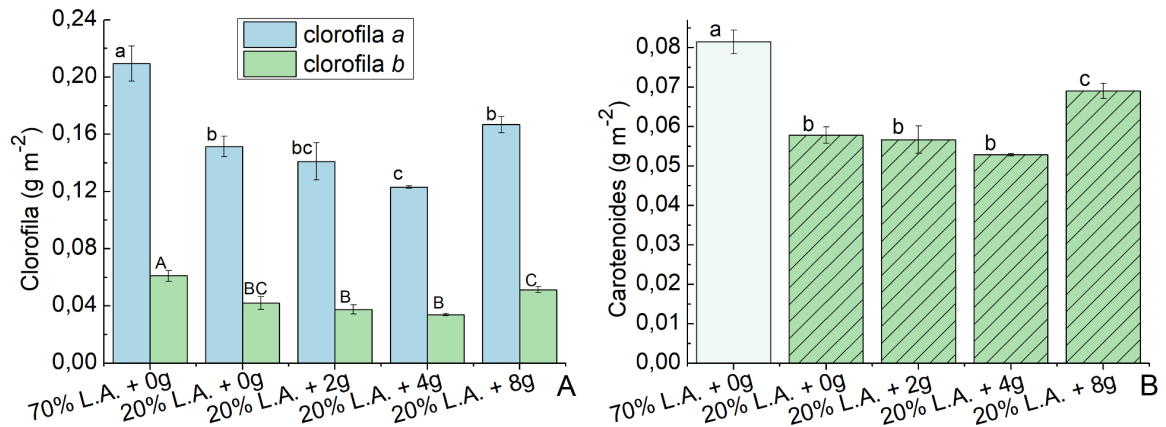 Clorofila (g m⁻²)
0,24
0,20
0,16
0,12
0,08
0,04
0,00
clorofila a
clorofila b
a
A
b
BC
bc
B
c
B
b
C
70% L.A. + 0g
20% L.A. + 0g
20% L.A. + 2g
20% L.A. + 4g
20% L.A. + 8g
A
Carotenoides (g m⁻²)
0,08
0,07
0,06
0,05
0,04
0,03
0,02
0,01
0,00
a
b
b
b
c
70% L.A. + 0g
20% L.A. + 0g
20% L.A. + 2g
20% L.A. + 4g
20% L.A. + 8g
B